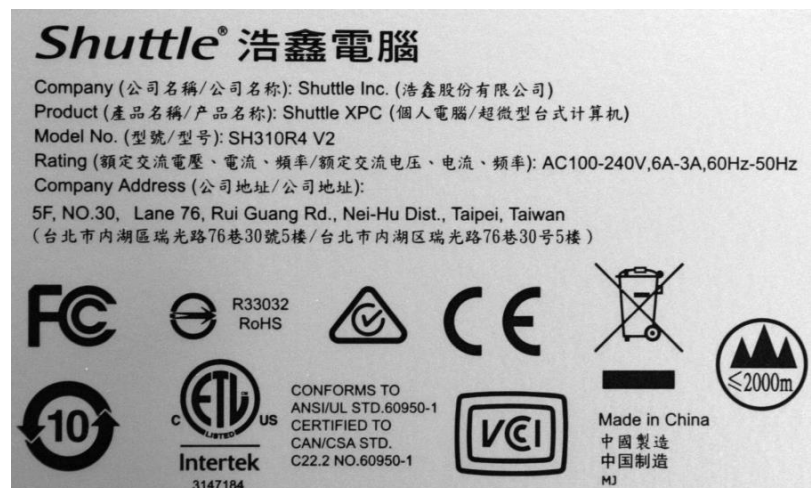 Shuttle® 浩鑫電腦
Company (公司名稱/公司名称): Shuttle Inc. (浩鑫股份有限公司)
Product (產品名稱/产品名称): Shuttle XPC (個人電腦/超微型台式计算机)
Model No. (型號/型号): SH310R4 V2
Rating (額定交流電壓、電流、頻率/额定交流电压、电流、频率): AC100-240V,6A-3A,60Hz-50Hz
Company Address (公司地址/公司地址):
5F, NO.30, Lane 76, Rui Guang Rd., Nei-Hu Dist., Taipei, Taiwan
(台北市内湖區瑞光路76巷30號5樓/台北市内湖区瑞光路76巷30号5楼)
FC
R33032
RoHS
CE
≤2000m
10
C ETL US
LISTED
Intertek
3147184
CONFORMS TO
ANSI/UL STD.60950-1
CERTIFIED TO
CAN/CSA STD.
C22.2 NO.60950-1
VCCI
Made in China
中國製造
中国制造
MJ